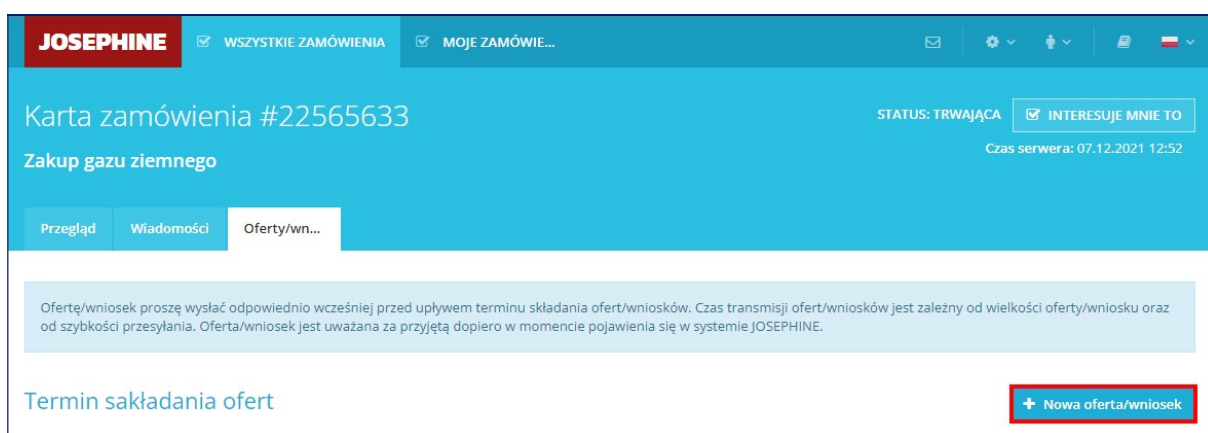 JOSEPHINE WSZYSTKIE ZAMÓWIENIA MOJE ZAMÓWIE...
Karta zamówienia #22565633
STATUS: TRWAJĄCA INTERESUJE MNIE TO
Zakup gazu ziemnego
Czas serwera: 07.12.2021 12:52
Przegląd Wiadomości Oferty/wn...
Ofertę/wniosek proszę wysłać odpowiednio wcześniej przed upływem terminu składania ofert/wniosków. Czas transmisji ofert/wniosków jest zależny od wielkości oferty/wniosku oraz
od szybkości przesyłania. Oferta/wniosek jest uważana za przyjętą dopiero w momencie pojawienia się w systemie JOSEPHINE.
Termin sakładania ofert
+ Nowa oferta/wniosek